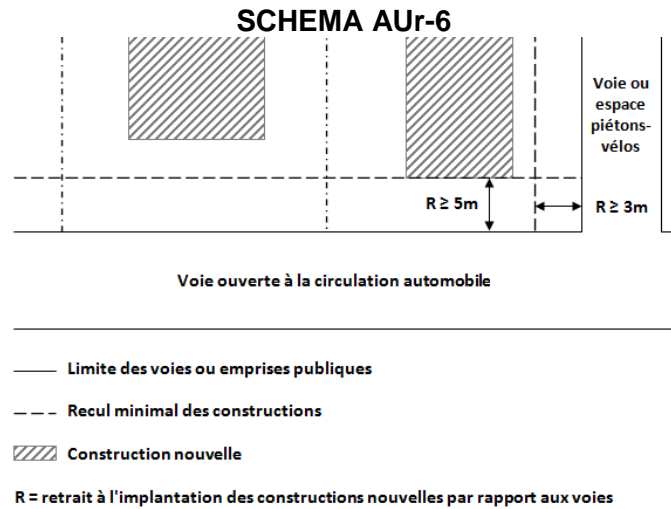 SCHEMA AUr-6
Voie ou
espace
piétons-
vélos
R ≥ 5m
R ≥ 3m
Voie ouverte à la circulation automobile
Limite des voies ou emprises publiques
Recul minimal des constructions
Construction nouvelle
R = retrait à l'implantation des constructions nouvelles par rapport aux voies